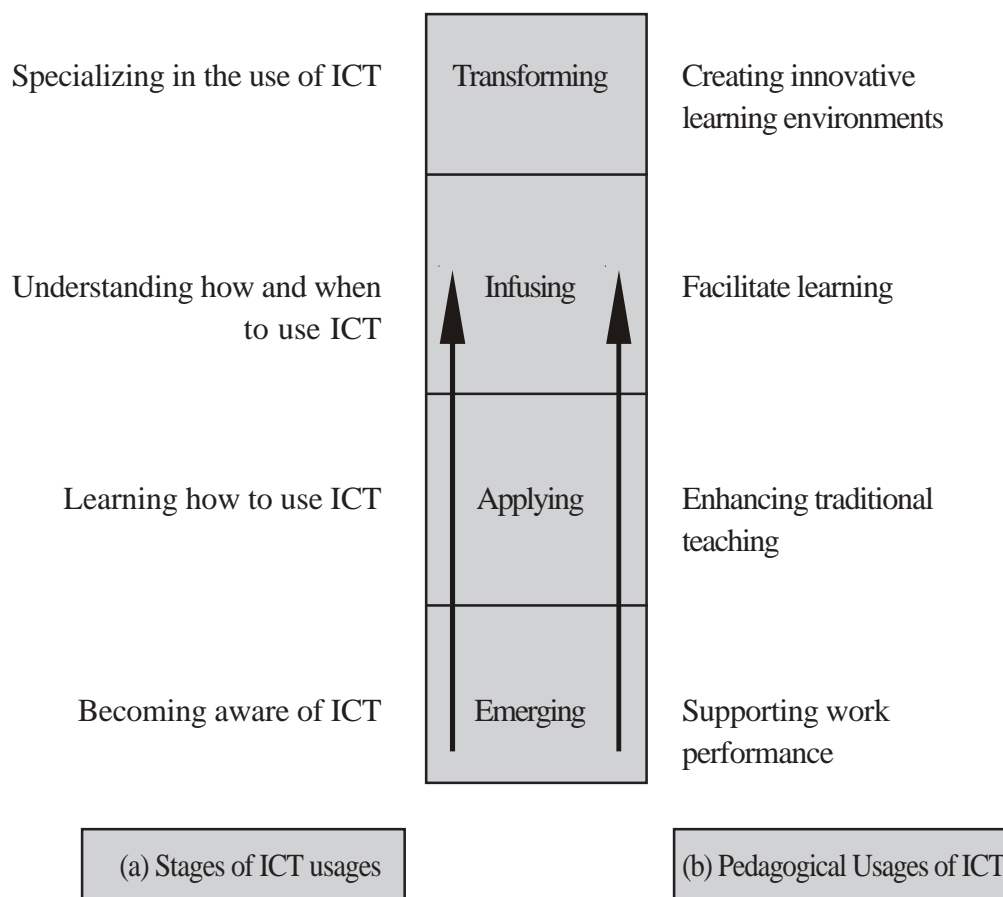 Specializing in the use of ICT
Transforming
Creating innovative
learning environments
Understanding how and when
to use ICT
Infusing
Facilitate learning
Learning how to use ICT
Applying
Enhancing traditional
teaching
Becoming aware of ICT
Emerging
Supporting work
performance
(a) Stages of ICT usages
(b) Pedagogical Usages of ICT